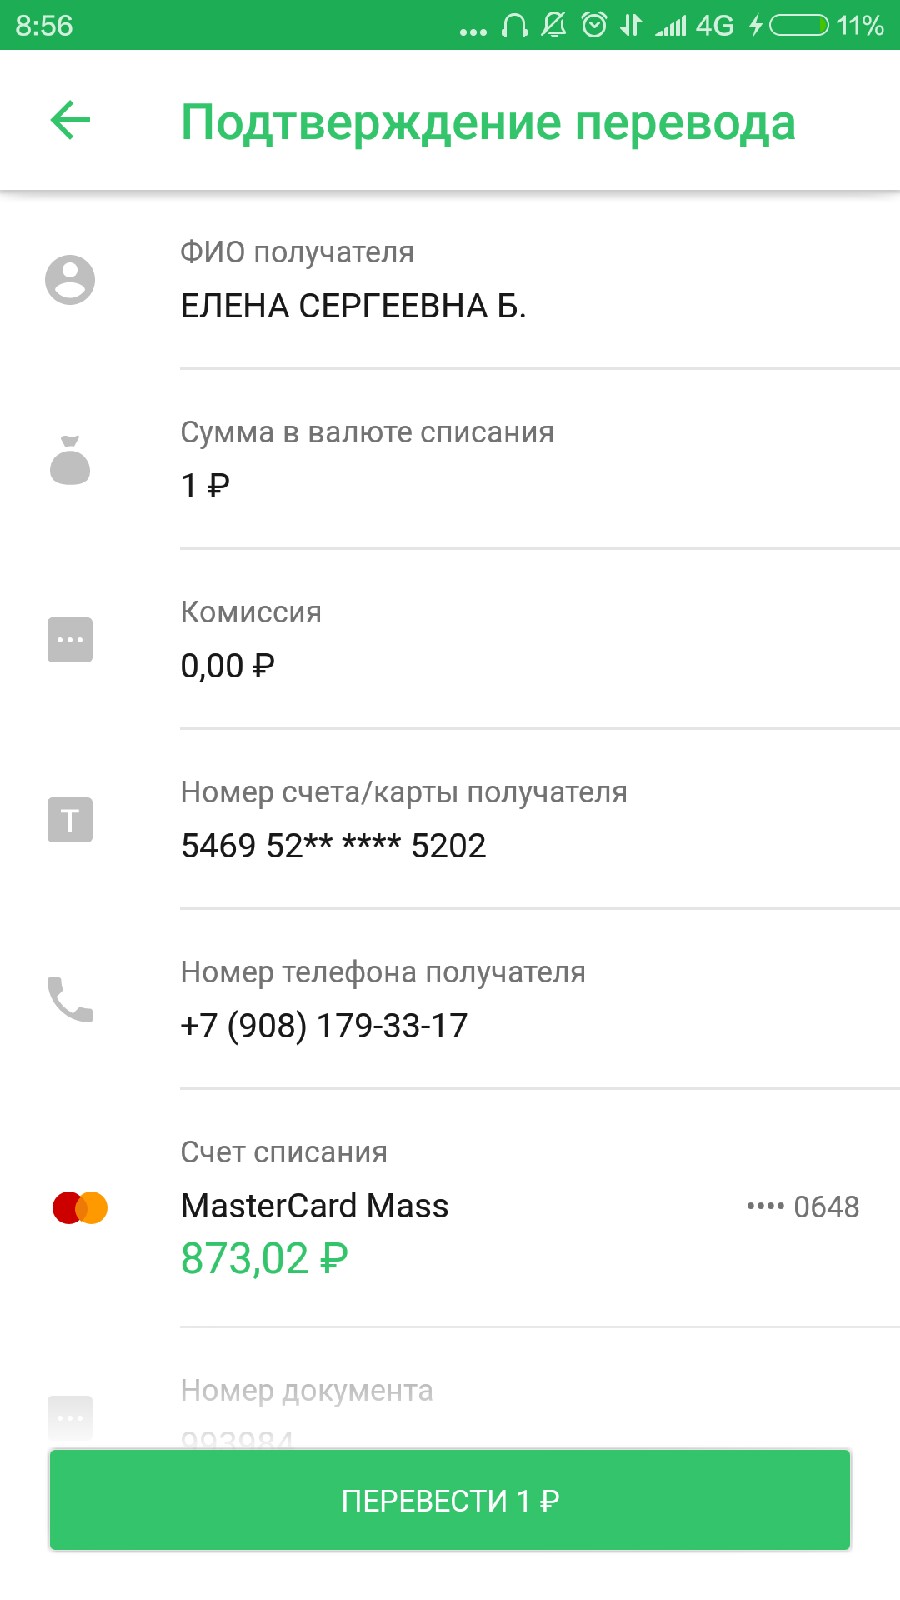 8:56
... 4G 11%
Подтверждение перевода
ФИО получателя
ЕЛЕНА СЕРГЕЕВНА Б.
Сумма в валюте списания
1 ₽
Комиссия
0,00 ₽
Номер счета/карты получателя
T
5469 52** **** 5202
Номер телефона получателя
+7 (908) 179-33-17
Счет списания
MasterCard Mass •••• 0648
873,02 ₽
Номер документа
993984
ПЕРЕВЕСТИ 1 ₽